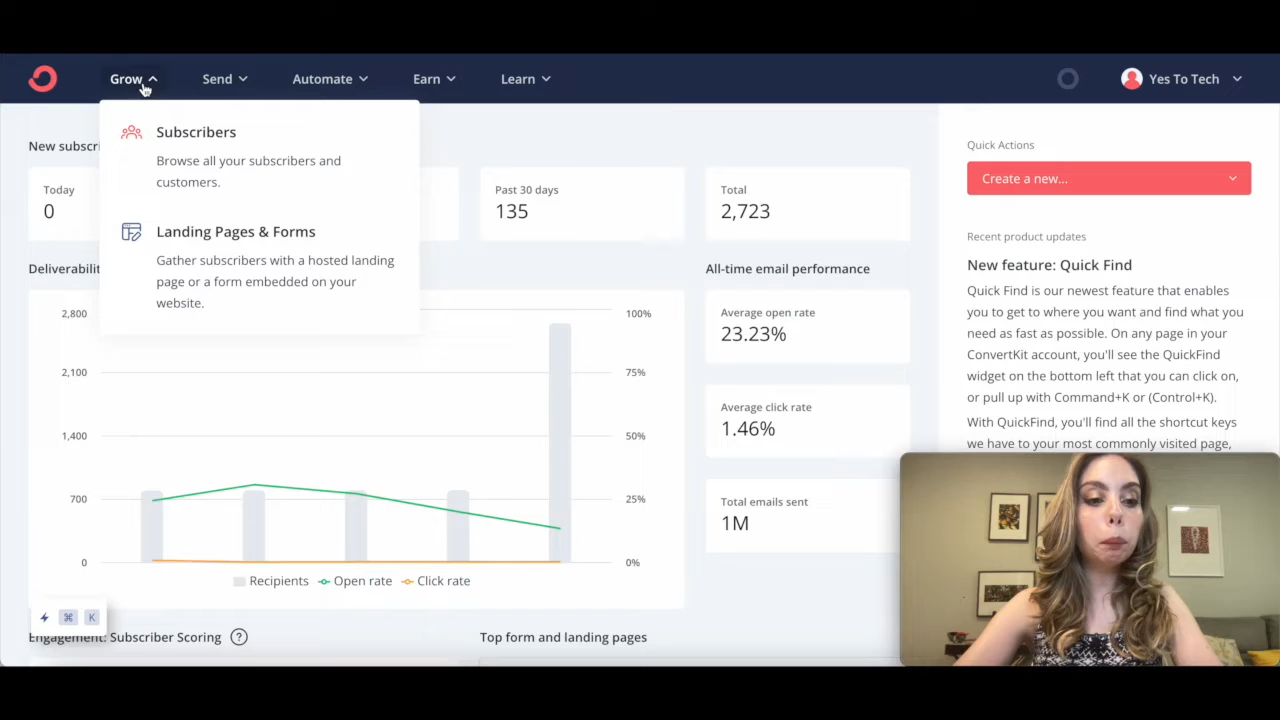 Grow
Send
Automate
Earn
Learn
Yes To Tech
Subscribers
Browse all your subscribers and
customers.
Landing Pages & Forms
Gather subscribers with a hosted landing
page or a form embedded on your
website.
New subscri
Today
0
Past 30 days
135
Total
2,723
Deliverabilit
2,800
2,100
1,400
700
0
100%
75%
50%
25%
0%
Recipients
Open rate
Click rate
All-time email performance
Average open rate
23.23%
Average click rate
1.46%
Total emails sent
1M
⌘ K
Engagement: Subscriber Scoring ?
Top form and landing pages
Quick Actions
Create a new...
Recent product updates
New feature: Quick Find
Quick Find is our newest feature that enables
you to get to where you want and find what you
need as fast as possible. On any page in your
ConvertKit account, you'll see the QuickFind
widget on the bottom left that you can click on,
or pull up with Command+K or (Control+K).
With QuickFind, you'll find all the shortcut keys
we have to your most commonly visited page,